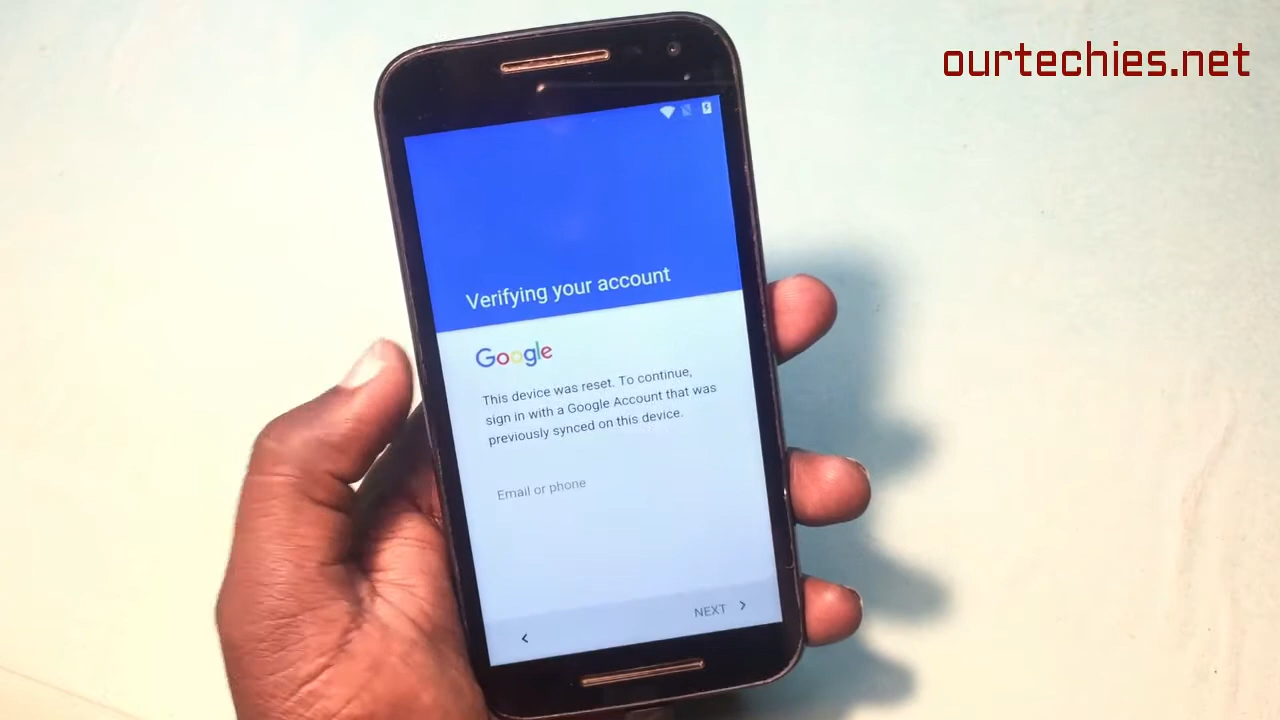 ourtechies.net
Verifying your account
Google
This device was reset. To continue,
sign in with a Google Account that was
previously synced on this device.
Email or phone
NEXT